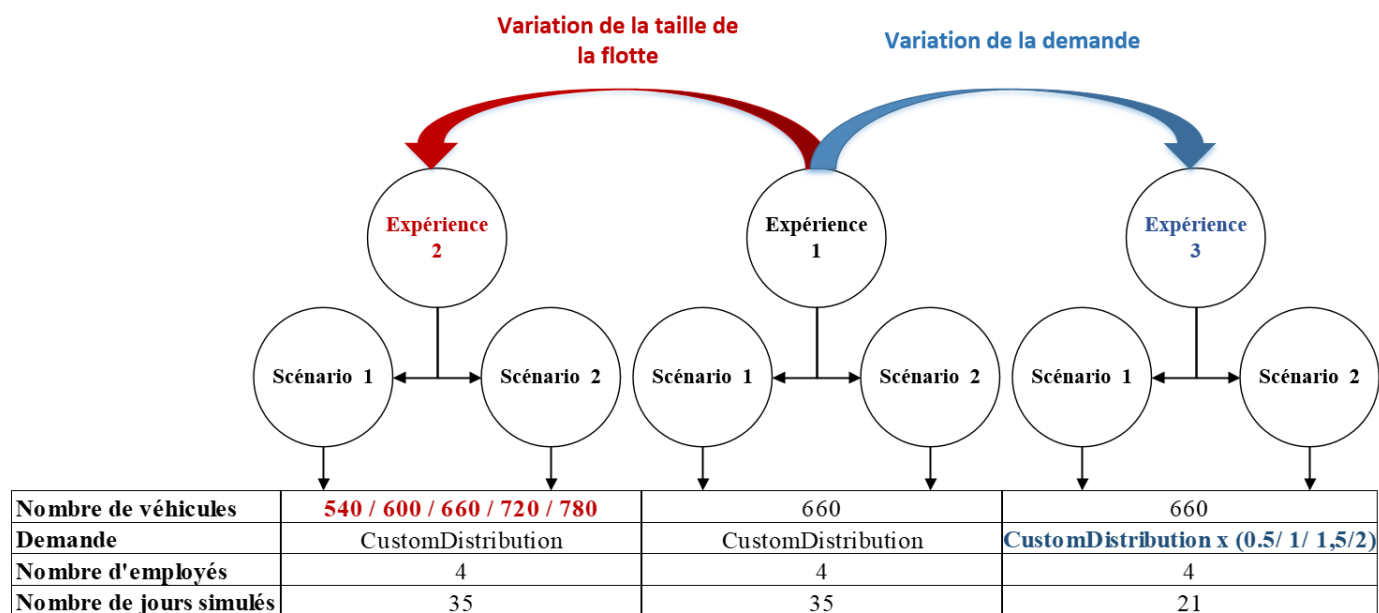 Variation de la taille de
la flotte
Variation de la demande
Expérience
2
Expérience
1
Expérience
3
Scénario 1
Scénario 2
Scénario 1
Scénario 2
Scénario 1
Scénario 2
Nombre de véhicules 540 / 600 / 660 / 720 / 780 660 660
Demande CustomDistribution CustomDistribution CustomDistribution x (0.5/ 1/ 1,5/2)
Nombre d'employés 4 4 4
Nombre de jours simulés 35 35 21